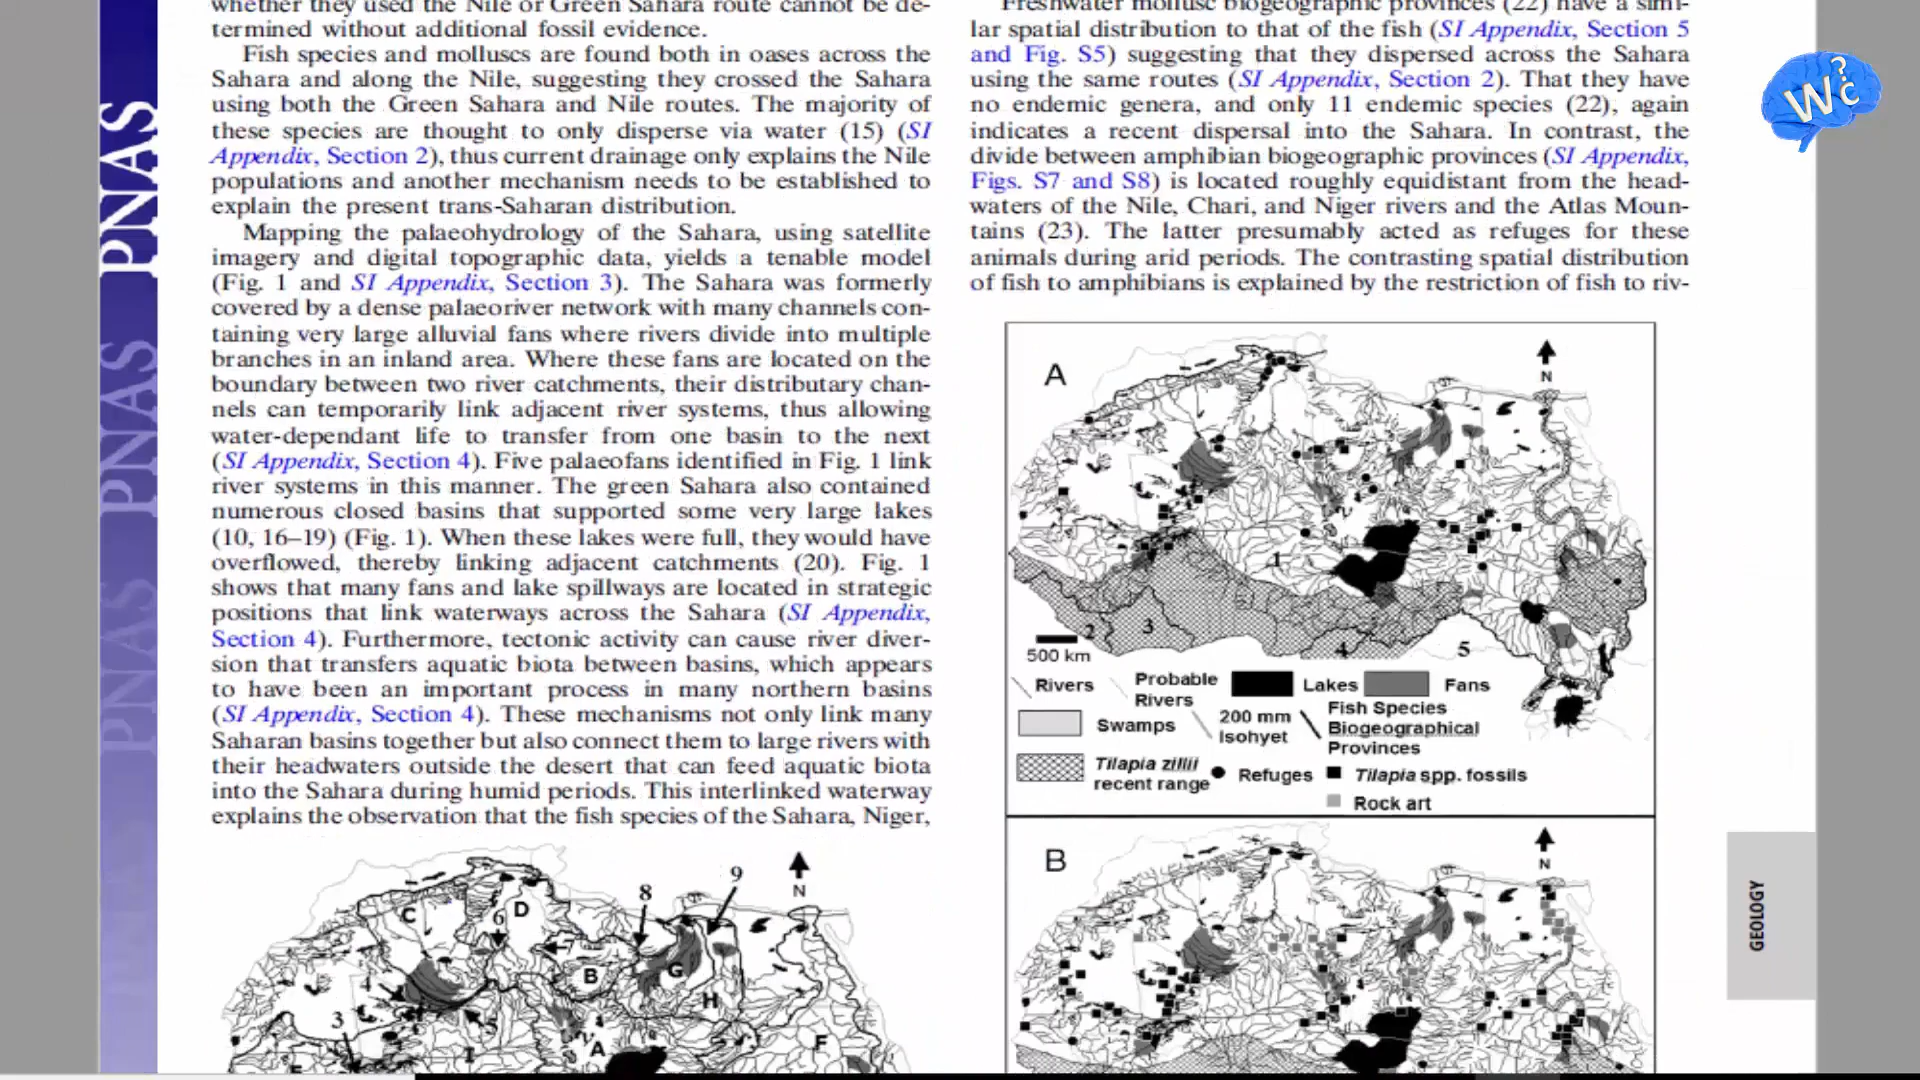 whether they used the Nile or Green Sahara route cannot be de-
termined without additional fossil evidence.
Fish species and molluscs are found both in oases across the
Sahara and along the Nile, suggesting they crossed the Sahara
using both the Green Sahara and Nile routes. The majority of
these species are thought to only disperse via water (15) (SI
Appendix, Section 2), thus current drainage only explains the Nile
populations and another mechanism needs to be established to
explain the present trans-Saharan distribution.
Mapping the palaeohydrology of the Sahara, using satellite
imagery and digital topographic data, yields a tenable model
(Fig. 1 and SI Appendix, Section 3). The Sahara was formerly
covered by a dense palaeoriver network with many channels con-
taining very large alluvial fans where rivers divide into multiple
branches in an inland area. Where these fans are located on the
boundary between two river catchments, their distributary chan-
nels can temporarily link adjacent river systems, thus allowing
water-dependant life to transfer from one basin to the next
(SI Appendix, Section 4). Five palaeofans identified in Fig. 1 link
river systems in this manner. The green Sahara also contained
numerous closed basins that supported some very large lakes
(10, 16–19) (Fig. 1). When these lakes were full, they would have
overflowed, thereby linking adjacent catchments (20). Fig. 1
shows that many fans and lake spillways are located in strategic
positions that link waterways across the Sahara (SI Appendix,
Section 4). Furthermore, tectonic activity can cause river diver-
sion that transfers aquatic biota between basins, which appears
to have been an important process in many northern basins
(SI Appendix, Section 4). These mechanisms not only link many
Saharan basins together but also connect them to large rivers with
their headwaters outside the desert that can feed aquatic biota
into the Sahara during humid periods. This interlinked waterway
explains the observation that the fish species of the Sahara, Niger,
8
9
N
C
6
D
7
B
G
4
H
3
5
I
A
F
E
Freshwater mollusc biogeographic provinces (22) have a simi-
lar spatial distribution to that of the fish (SI Appendix, Section 5
and Fig. S5) suggesting that they dispersed across the Sahara
using the same routes (SI Appendix, Section 2). That they have
no endemic genera, and only 11 endemic species (22), again
indicates a recent dispersal into the Sahara. In contrast, the
divide between amphibian biogeographic provinces (SI Appendix,
Figs. S7 and S8) is located roughly equidistant from the head-
waters of the Nile, Chari, and Niger rivers and the Atlas Moun-
tains (23). The latter presumably acted as refuges for these
animals during arid periods. The contrasting spatial distribution
of fish to amphibians is explained by the restriction of fish to riv-
A
N
1
2
3
4
5
500 km
Rivers
Probable
Rivers
Lakes
Fans
Swamps
200 mm
Isohyet
Fish Species
Biogeographical
Provinces
Tilapia zillii
recent range
Refuges
Tilapia spp. fossils
Rock art
B
N
PNAS
PNAS
PNAS
GEOLOGY
W?c